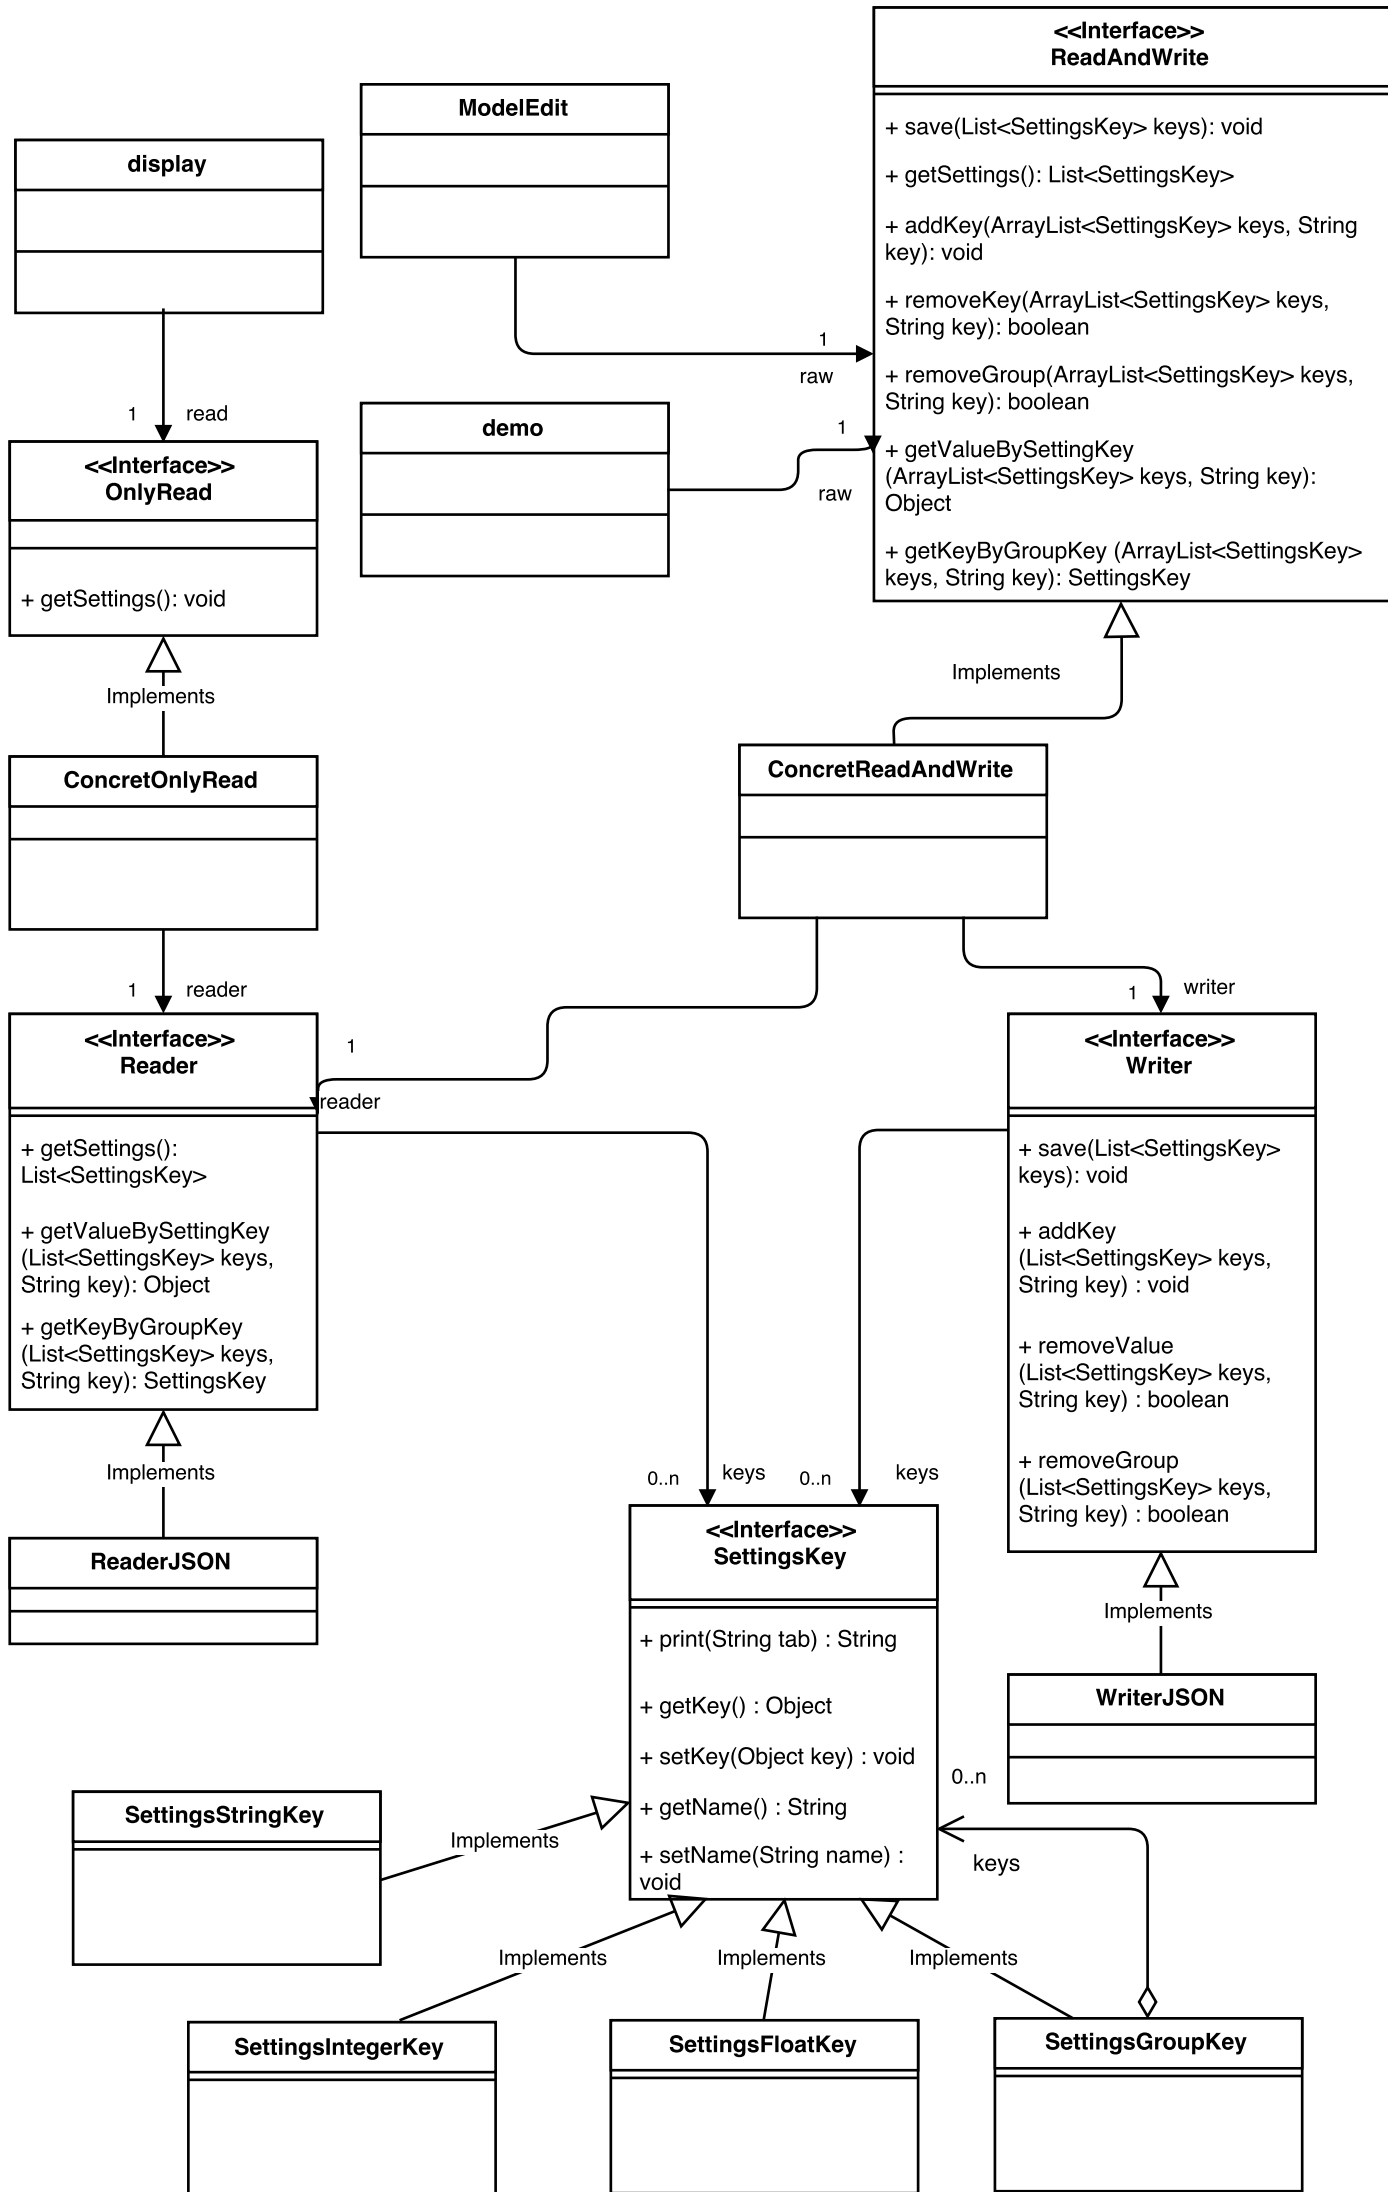 <<Interface>>
ReadAndWrite
+ save(List<SettingsKey> keys): void
+ getSettings(): List<SettingsKey>
+ addKey(ArrayList<SettingsKey> keys, String
key): void
+ removeKey(ArrayList<SettingsKey> keys,
String key): boolean
+ removeGroup(ArrayList<SettingsKey> keys,
String key): boolean
+ getValueBySettingKey
(ArrayList<SettingsKey> keys, String key):
Object
+ getKeyByGroupKey (ArrayList<SettingsKey>
keys, String key): SettingsKey
ModelEdit
display
1
raw
demo
1
raw
1
read
<<Interface>>
OnlyRead
+ getSettings(): void
Implements
Implements
ConcretOnlyRead
ConcretReadAndWrite
1
reader
1
writer
<<Interface>>
Reader
1
reader
+ getSettings():
List<SettingsKey>
+ getValueBySettingKey
(List<SettingsKey> keys,
String key): Object
+ getKeyByGroupKey
(List<SettingsKey> keys,
String key): SettingsKey
<<Interface>>
Writer
+ save(List<SettingsKey>
keys): void
+ addKey
(List<SettingsKey> keys,
String key) : void
+ removeValue
(List<SettingsKey> keys,
String key) : boolean
+ removeGroup
(List<SettingsKey> keys,
String key) : boolean
Implements
0..n
keys
0..n
keys
ReaderJSON
<<Interface>>
SettingsKey
+ print(String tab) : String
+ getKey() : Object
+ setKey(Object key) : void
+ getName() : String
+ setName(String name) :
void
Implements
WriterJSON
0..n
keys
SettingsStringKey
Implements
Implements
Implements
Implements
SettingsIntegerKey
SettingsFloatKey
SettingsGroupKey